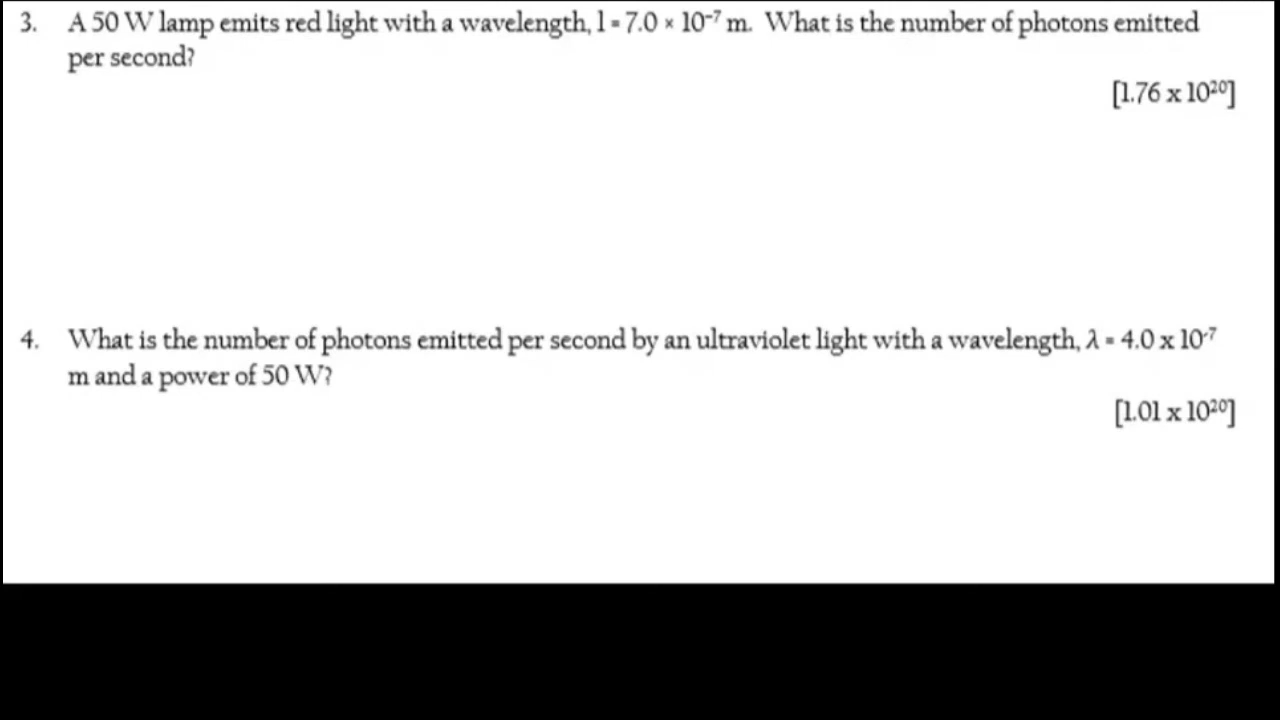 3. A 50 W lamp emits red light with a wavelength, l = 7.0 × 10⁻⁷ m. What is the number of photons emitted
per second?
[1.76 x 10²⁰]
4. What is the number of photons emitted per second by an ultraviolet light with a wavelength, λ = 4.0 x 10⁻⁷
m and a power of 50 W?
[1.01 x 10²⁰]